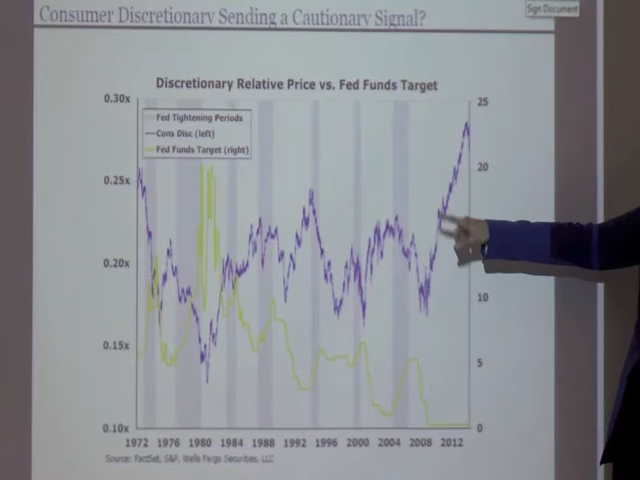 Consumer Discretionary Sending a Cautionary Signal?
Sign Document
Discretionary Relative Price vs. Fed Funds Target
0.30x
25
Fed Tightening Periods
Cons Disc (left)
Fed Funds Target (right)
20
0.25x
0.20x
10
0.15x
5
0.10x
0
1972 1976 1980 1984 1988 1992 1996 2000 2004 2008 2012
Source: FactSet, S&P, Wells Fargo Securities, LLC